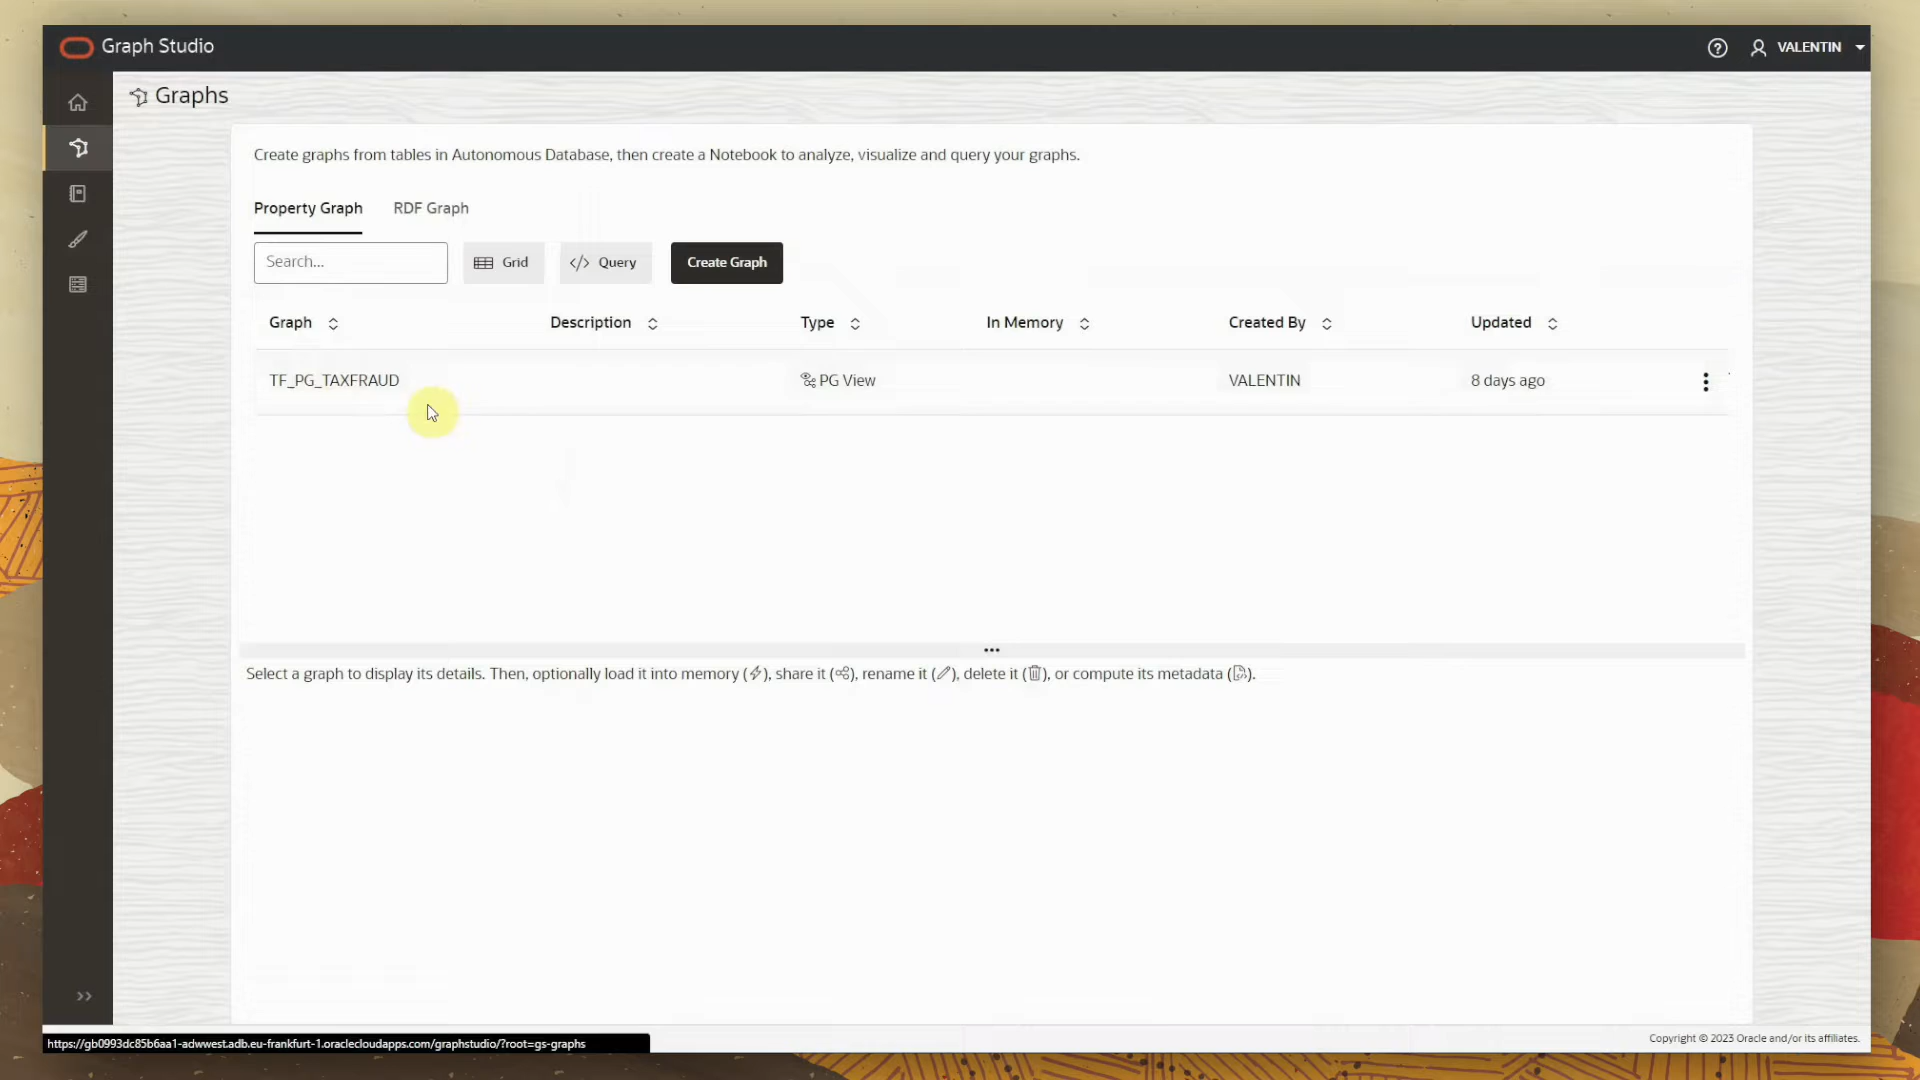 Graph Studio
VALENTIN
Graphs
Create graphs from tables in Autonomous Database, then create a Notebook to analyze, visualize and query your graphs.
Property Graph RDF Graph
Search... Grid </> Query Create Graph
Graph Description Type In Memory Created By Updated
TF_PG_TAXFRAUD PG View VALENTIN 8 days ago
Select a graph to display its details. Then, optionally load it into memory (), share it (), rename it (), delete it (), or compute its metadata ().
https://gb0993dc85b6aa1-adwwest.adb.eu-frankfurt-1.oraclecloudapps.com/graphstudio/?root=gs-graphs
Copyright © 2023 Oracle and/or its affiliates.